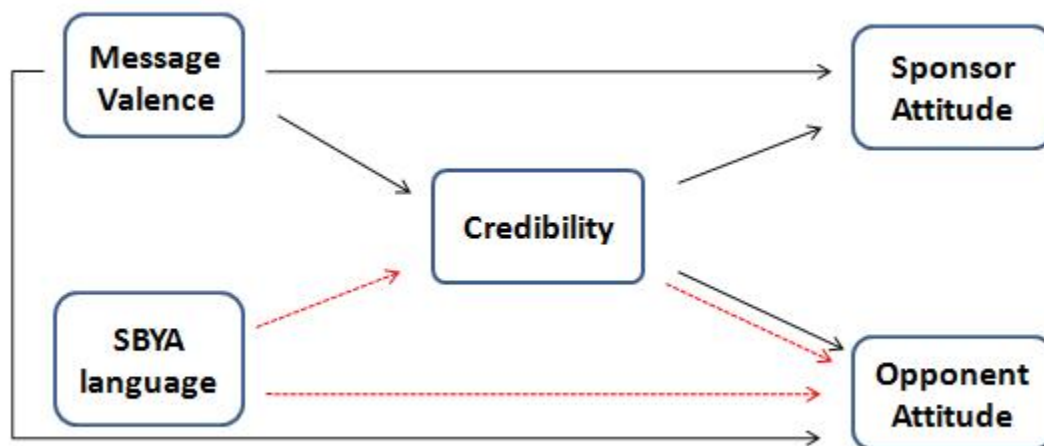 Message
Valence
Sponsor
Attitude
Credibility
SBYA
language
Opponent
Attitude